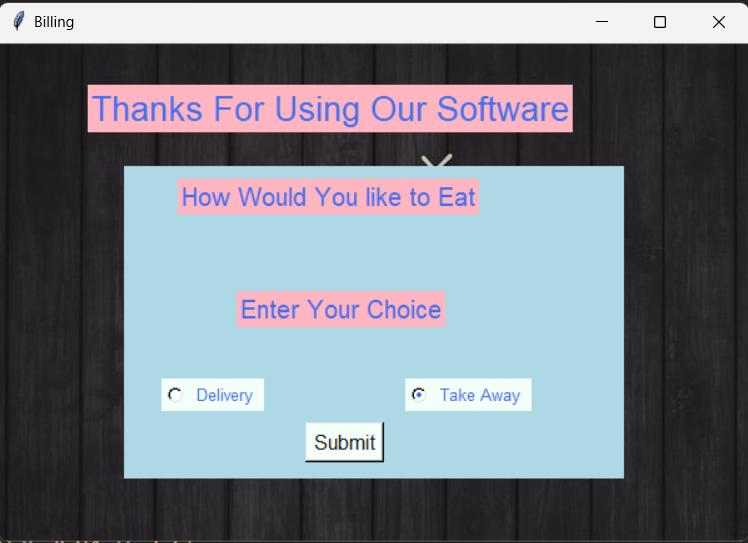 Billing
Thanks For Using Our Software
How Would You like to Eat
Enter Your Choice
Delivery
Take Away
Submit